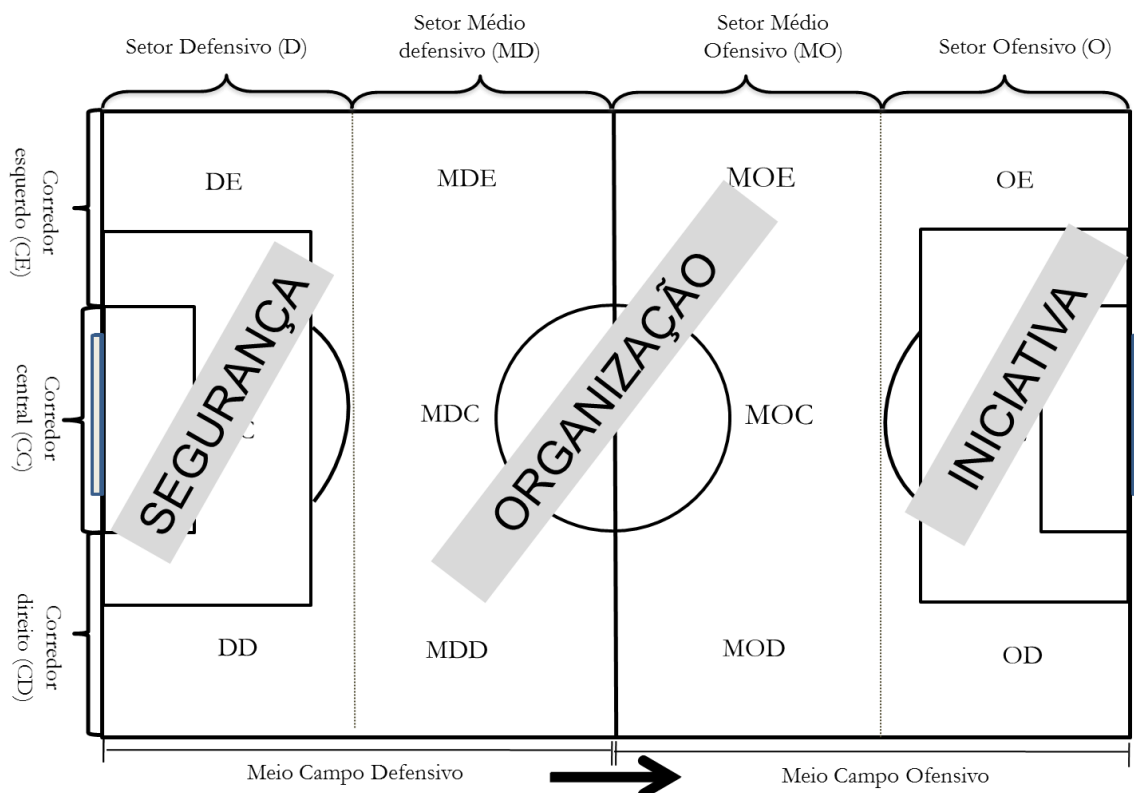 Setor Defensivo (D)
Setor Médio
defensivo (MD)
Setor Médio
Ofensivo (MO)
Setor Ofensivo (O)
Corredor
esquerdo (CE)
Corredor
central (CC)
Corredor
direito (CD)
DE
MDE
MOE
OE
SEGURANÇA
ORGANIZAÇÃO
INICIATIVA
C
MDC
MOC
DD
MDD
MOD
OD
Meio Campo Defensivo
Meio Campo Ofensivo